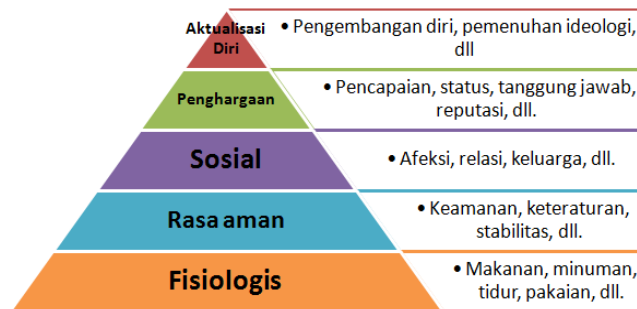 Aktualisasi
Diri
• Pengembangan diri, pemenuhan ideologi,
dll
Penghargaan
• Pencapaian, status, tanggung jawab,
reputasi, dll.
Sosial
• Afeksi, relasi, keluarga, dll.
Rasa aman
• Keamanan, keteraturan,
stabilitas, dll.
Fisiologis
• Makanan, minuman,
tidur, pakaian, dll.